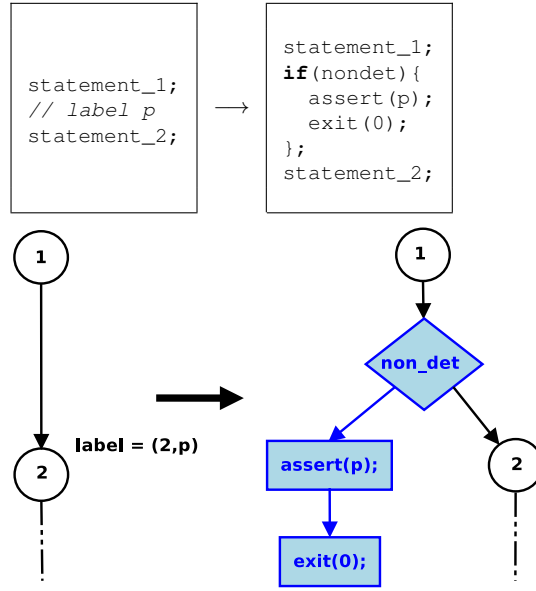 statement_1;
// label p
statement_2;
→
statement_1;
if(nondet){
assert(p);
exit(0);
};
statement_2;
1
2
label = (2,p)
1
non_det
assert(p);
2
exit(0);